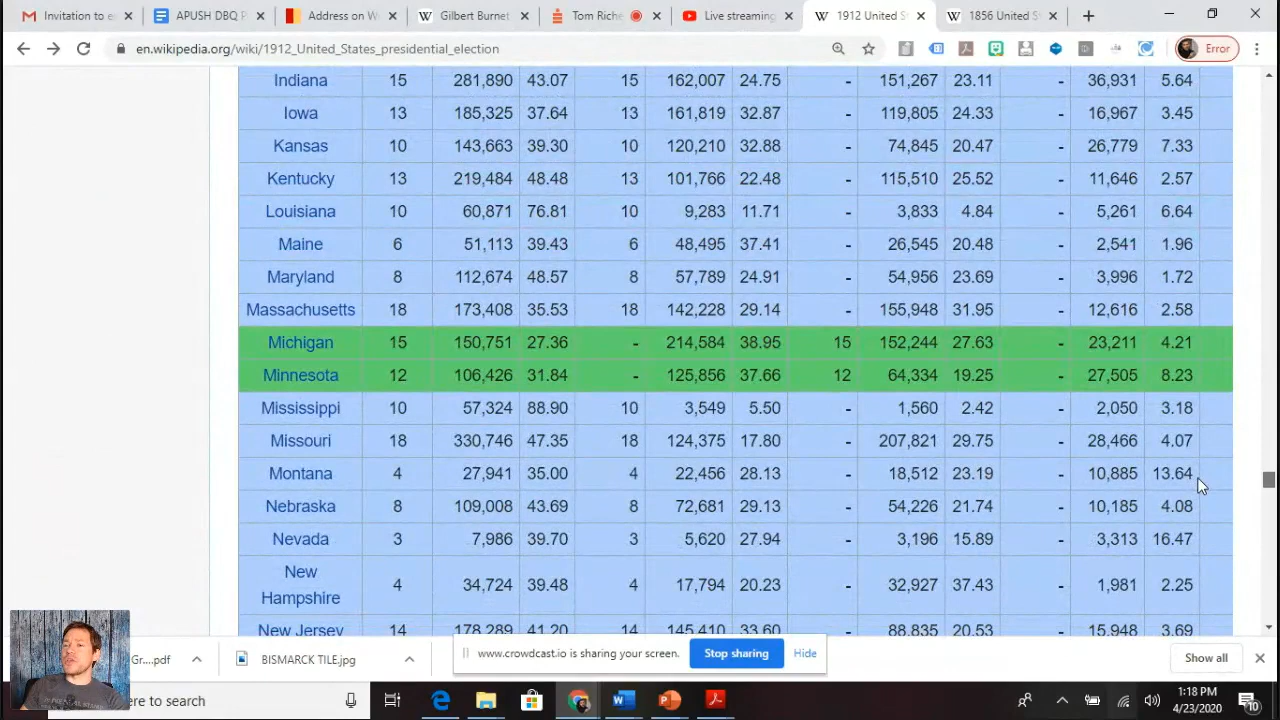 Invitation to e
APUSH DBQ P
Address on W
Gilbert Burnet
Tom Rich
Live streaming
1912 United S
1856 United S
en.wikipedia.org/wiki/1912_United_States_presidential_election
Error
Indiana 15 281,890 43.07 15 162,007 24.75 - 151,267 23.11 - 36,931 5.64
Iowa 13 185,325 37.64 13 161,819 32.87 - 119,805 24.33 - 16,967 3.45
Kansas 10 143,663 39.30 10 120,210 32.88 - 74,845 20.47 - 26,779 7.33
Kentucky 13 219,484 48.48 13 101,766 22.48 - 115,510 25.52 - 11,646 2.57
Louisiana 10 60,871 76.81 10 9,283 11.71 - 3,833 4.84 - 5,261 6.64
Maine 6 51,113 39.43 6 48,495 37.41 - 26,545 20.48 - 2,541 1.96
Maryland 8 112,674 48.57 8 57,789 24.91 - 54,956 23.69 - 3,996 1.72
Massachusetts 18 173,408 35.53 18 142,228 29.14 - 155,948 31.95 - 12,616 2.58
Michigan 15 150,751 27.36 - 214,584 38.95 15 152,244 27.63 - 23,211 4.21
Minnesota 12 106,426 31.84 - 125,856 37.66 12 64,334 19.25 - 27,505 8.23
Mississippi 10 57,324 88.90 10 3,549 5.50 - 1,560 2.42 - 2,050 3.18
Missouri 18 330,746 47.35 18 124,375 17.80 - 207,821 29.75 - 28,466 4.07
Montana 4 27,941 35.00 4 22,456 28.13 - 18,512 23.19 - 10,885 13.64
Nebraska 8 109,008 43.69 8 72,681 29.13 - 54,226 21.74 - 10,185 4.08
Nevada 3 7,986 39.70 3 5,620 27.94 - 3,196 15.89 - 3,313 16.47
New
Hampshire 4 34,724 39.48 4 17,794 20.23 - 32,927 37.43 - 1,981 2.25
New Jersey 14 178,289 41.20 14 145,410 33.60 - 88,835 20.53 - 15,948 3.69
www.crowdcast.io is sharing your screen. Stop sharing Hide
Gr....pdf
BISMARCK TILE.jpg
Show all
here to search
1:18 PM
4/23/2020
10